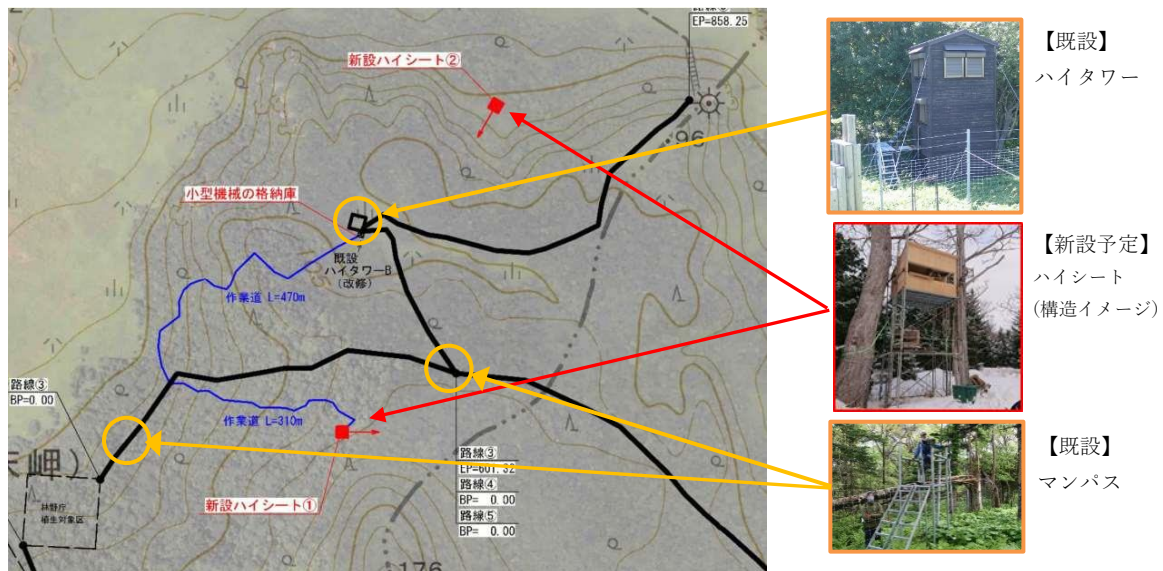 EP=858.25
新設ハイシート②
96
小型機械の格納庫
既設
ハイタワーB
(改修)
作業道 L=470m
路線③
BP=0.00
作業道 L=310m
岬)
林野庁
植生対象区
新設ハイシート①
路線③
EP=601.32
路線④
BP= 0.00
路線⑤
BP= 0.00
176
【既設】
ハイタワー
【新設予定】
ハイシート
(構造イメージ)
【既設】
マンパス